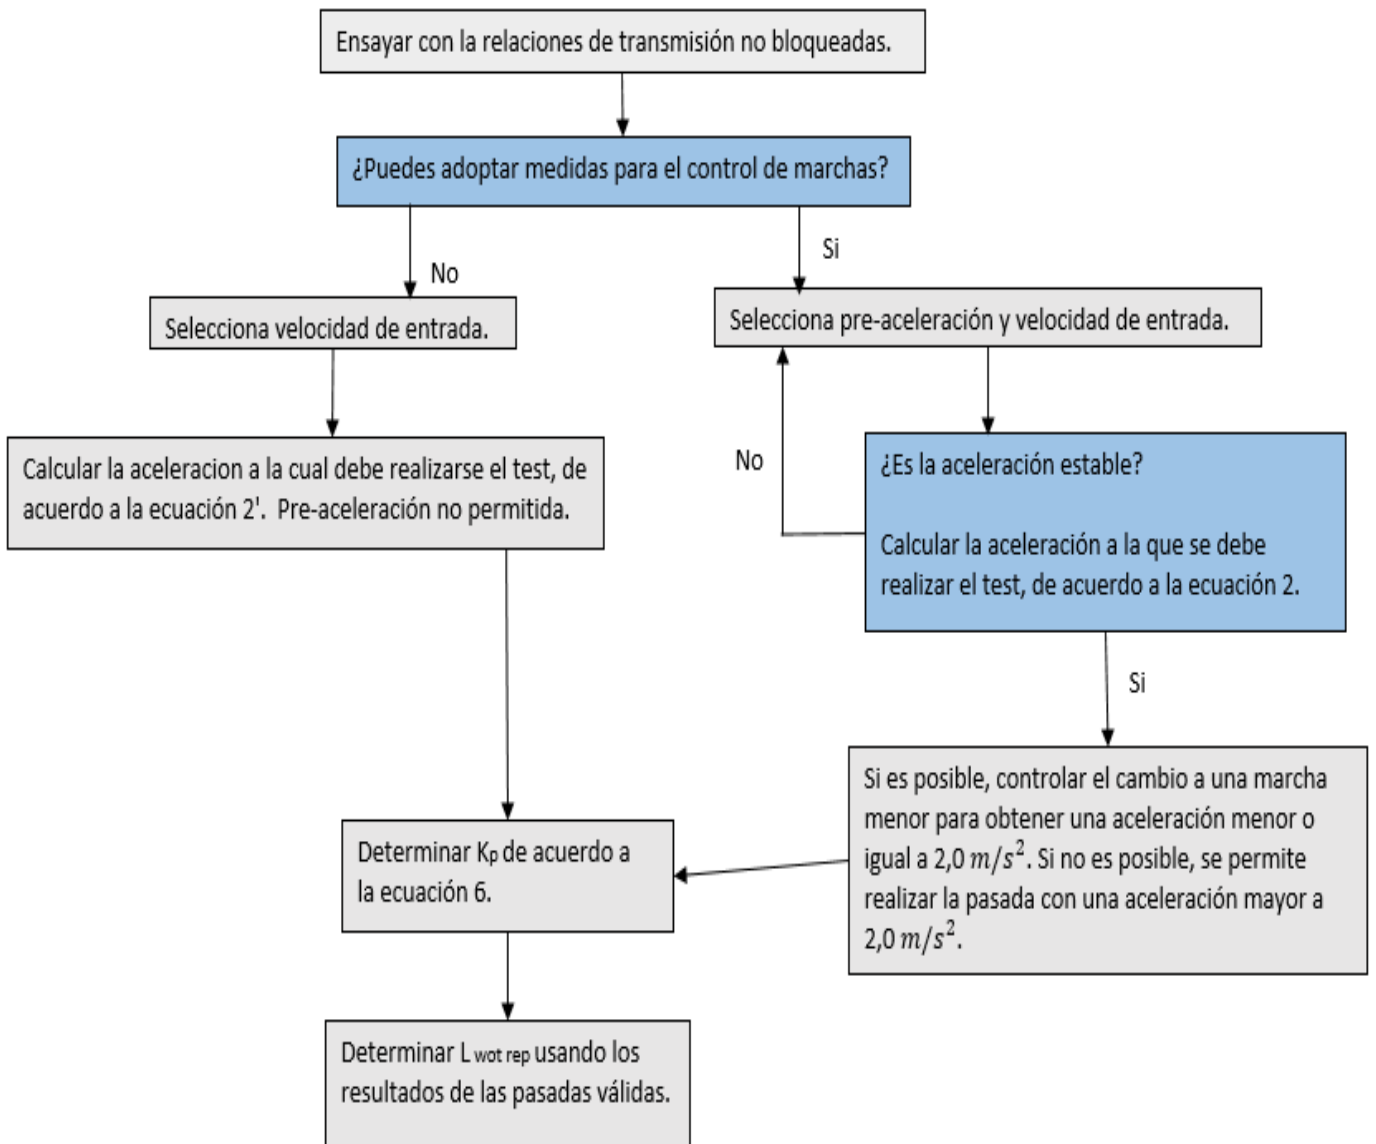 Ensayar con la relaciones de transmisión no bloqueadas.
¿Puedes adoptar medidas para el control de marchas?
No
Si
Selecciona velocidad de entrada.
Selecciona pre-aceleración y velocidad de entrada.
Calcular la aceleracion a la cual debe realizarse el test, de
acuerdo a la ecuación 2'. Pre-aceleración no permitida.
No
¿Es la aceleración estable?
Calcular la aceleración a la que se debe
realizar el test, de acuerdo a la ecuación 2.
Si
Si es posible, controlar el cambio a una marcha
menor para obtener una aceleración menor o
igual a 2,0 m/s². Si no es posible, se permite
realizar la pasada con una aceleración mayor a
2,0 m/s².
Determinar Kp de acuerdo a
la ecuación 6.
Determinar L wot rep usando los
resultados de las pasadas válidas.